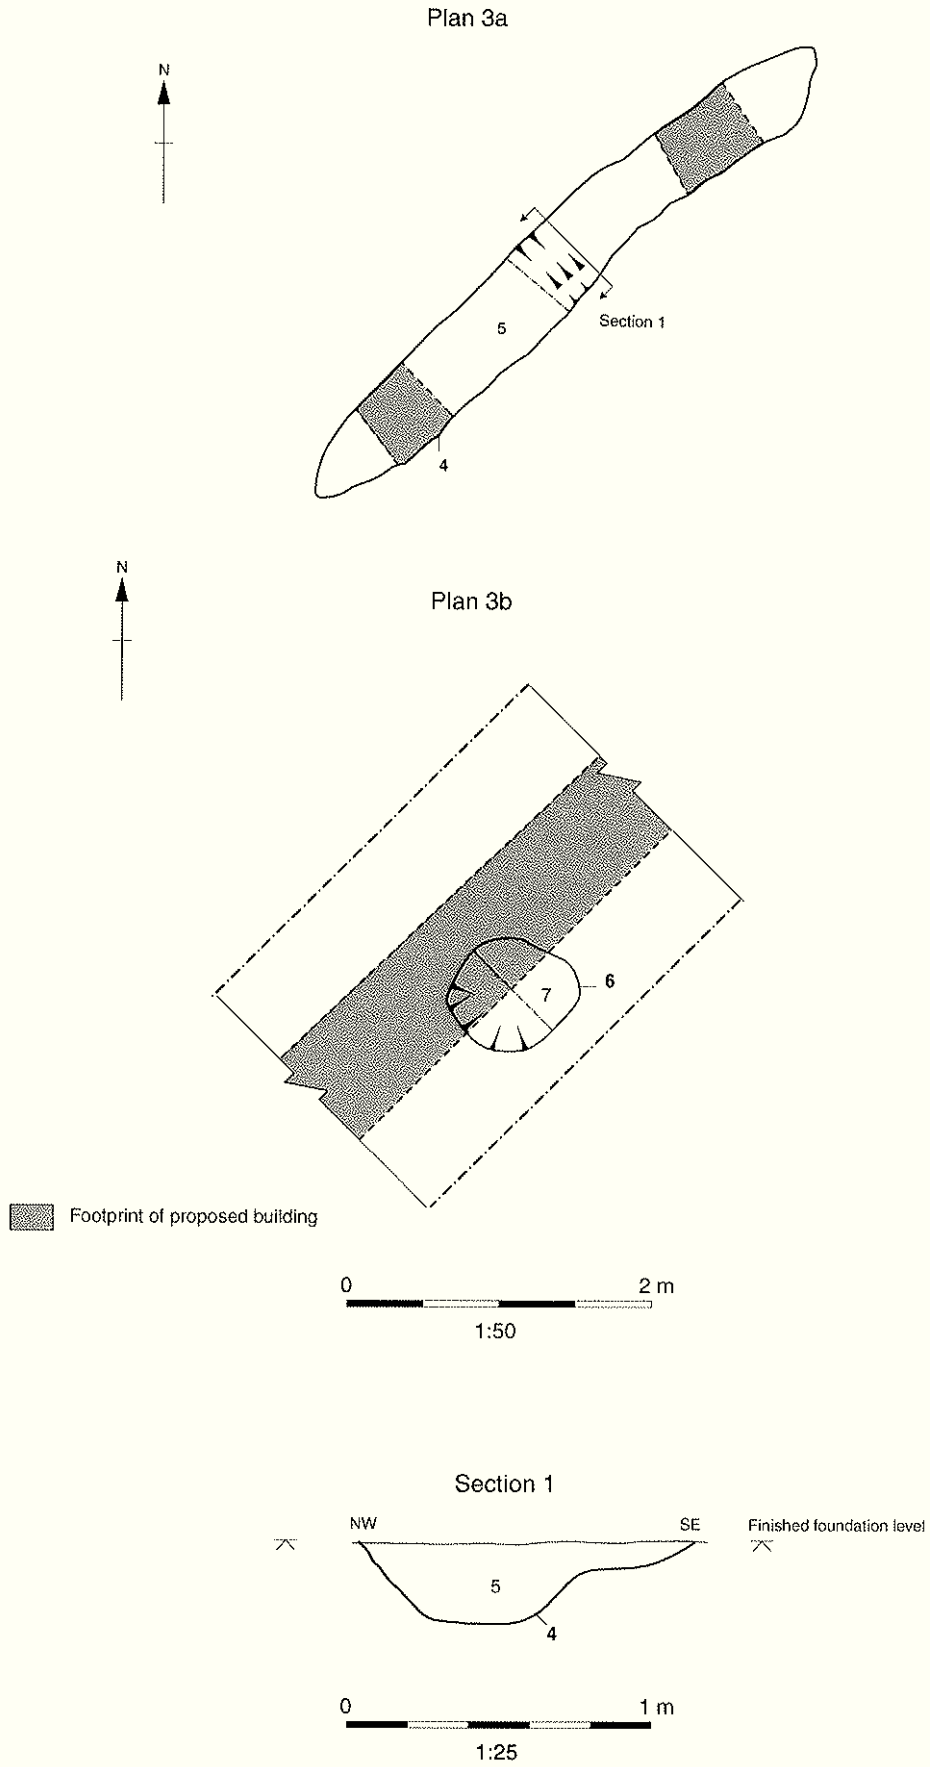 Plan 3a
N
5
Section 1
4
N
Plan 3b
6
7
Footprint of proposed building
0 2 m
1:50
Section 1
NW SE Finished foundation level
5
4
0 1 m
1:25